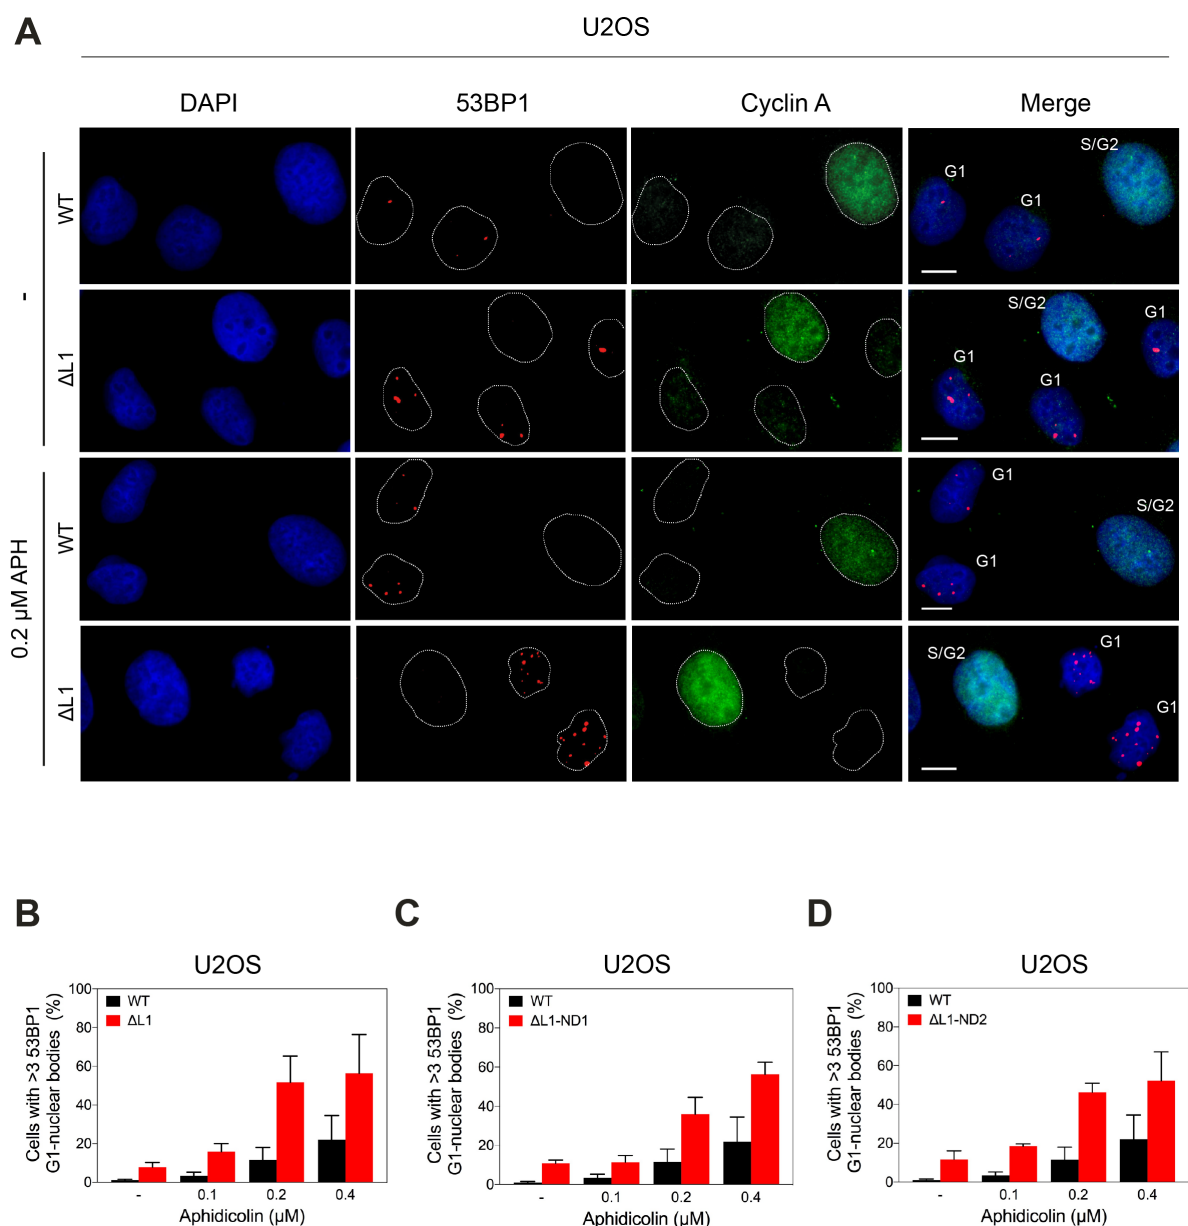 A
U2OS
DAPI 53BP1 Cyclin A Merge
-
WT
G1
G1
S/G2
ΔL1
S/G2
G1
G1
G1
0.2 µM APH
WT
G1
S/G2
G1
ΔL1
S/G2
G1
G1
B
U2OS
Cells with >3 53BP1
G1-nuclear bodies (%)
100
80
60
40
20
0
WT
ΔL1
- 0.1 0.2 0.4
Aphidicolin (µM)
C
U2OS
Cells with >3 53BP1
G1-nuclear bodies (%)
100
80
60
40
20
0
WT
ΔL1-ND1
- 0.1 0.2 0.4
Aphidicolin (µM)
D
U2OS
Cells with >3 53BP1
G1-nuclear bodies (%)
100
80
60
40
20
0
WT
ΔL1-ND2
- 0.1 0.2 0.4
Aphidicolin (µM)